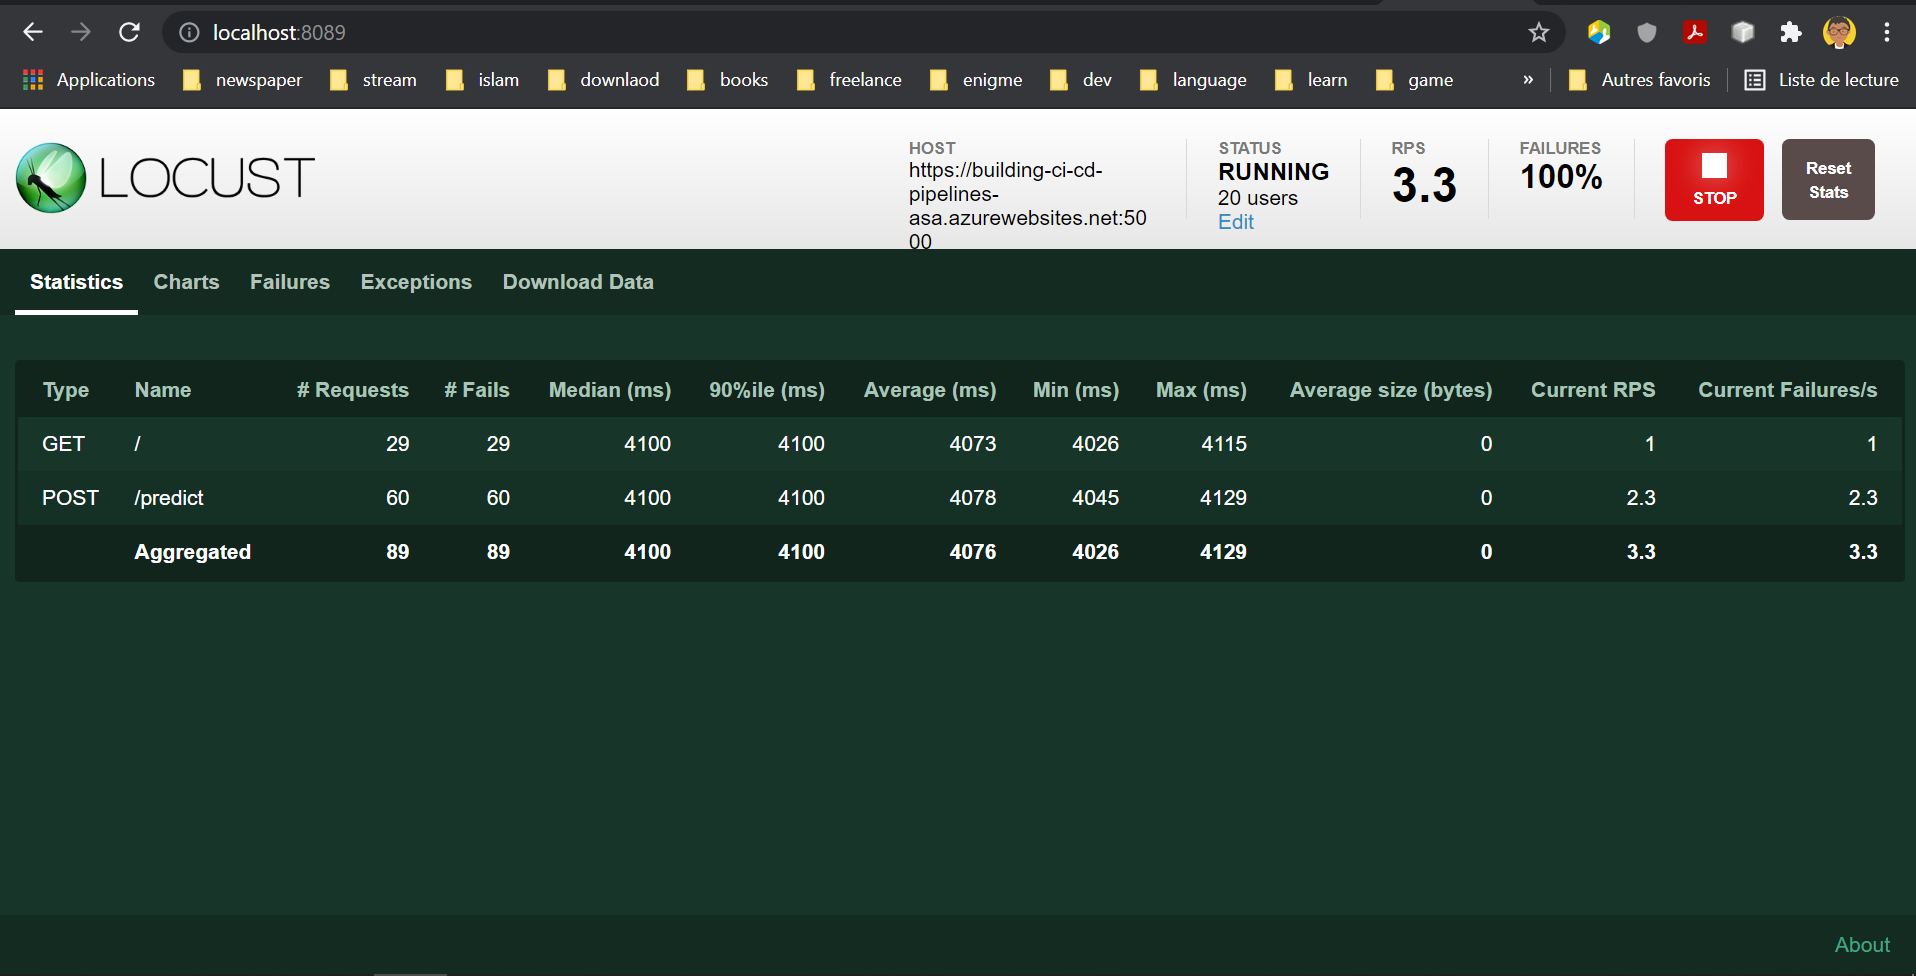 localhost:8089
Applications newspaper stream islam downlaod books freelance enigme dev language learn game » Autres favoris Liste de lecture
LOCUST
HOST
https://building-ci-cd-
pipelines-
asa.azurewebsites.net:50
00
STATUS
RUNNING
20 users
Edit
RPS
3.3
FAILURES
100%
STOP
Reset
Stats
Statistics Charts Failures Exceptions Download Data
Type Name # Requests # Fails Median (ms) 90%ile (ms) Average (ms) Min (ms) Max (ms) Average size (bytes) Current RPS Current Failures/s
GET / 29 29 4100 4100 4073 4026 4115 0 1 1
POST /predict 60 60 4100 4100 4078 4045 4129 0 2.3 2.3
Aggregated 89 89 4100 4100 4076 4026 4129 0 3.3 3.3
About